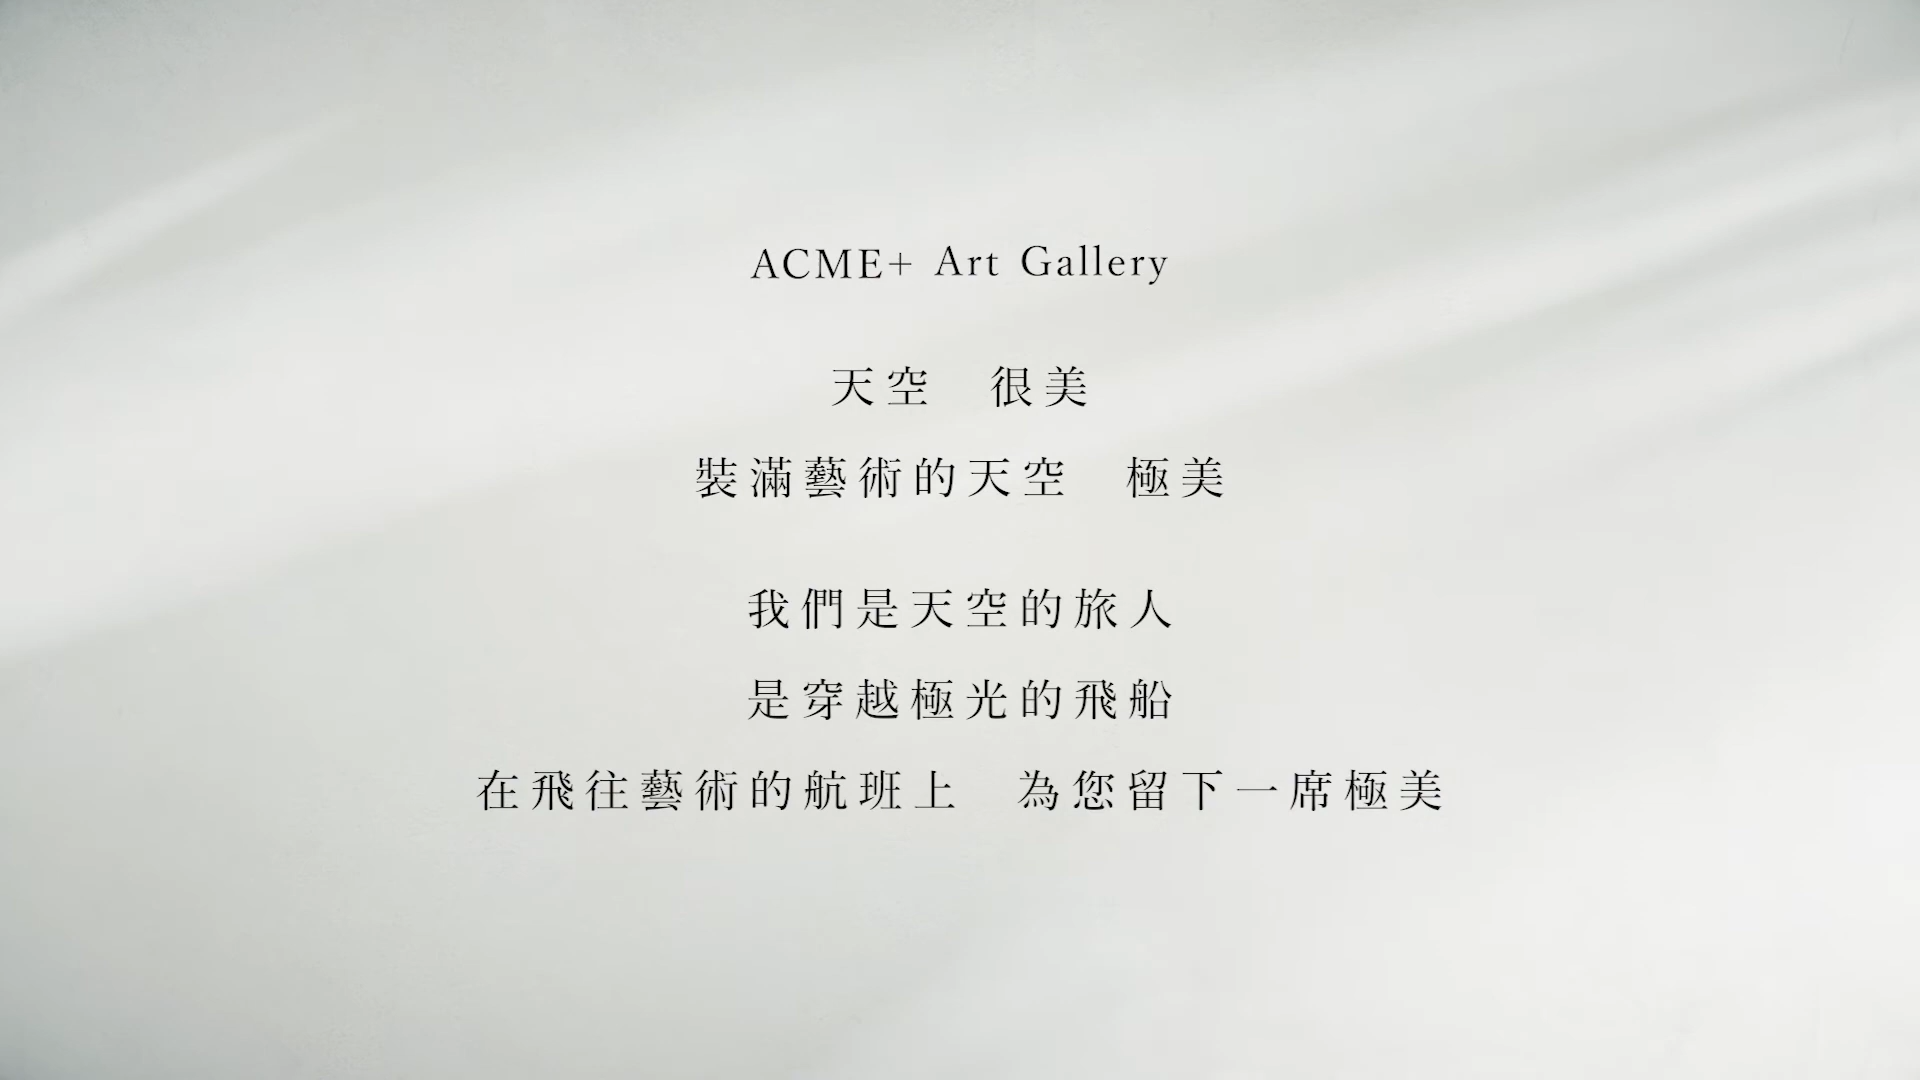 ACME+ Art Gallery
天空　很美
裝滿藝術的天空　極美
我們是天空的旅人
是穿越極光的飛船
在飛往藝術的航班上　為您留下一席極美